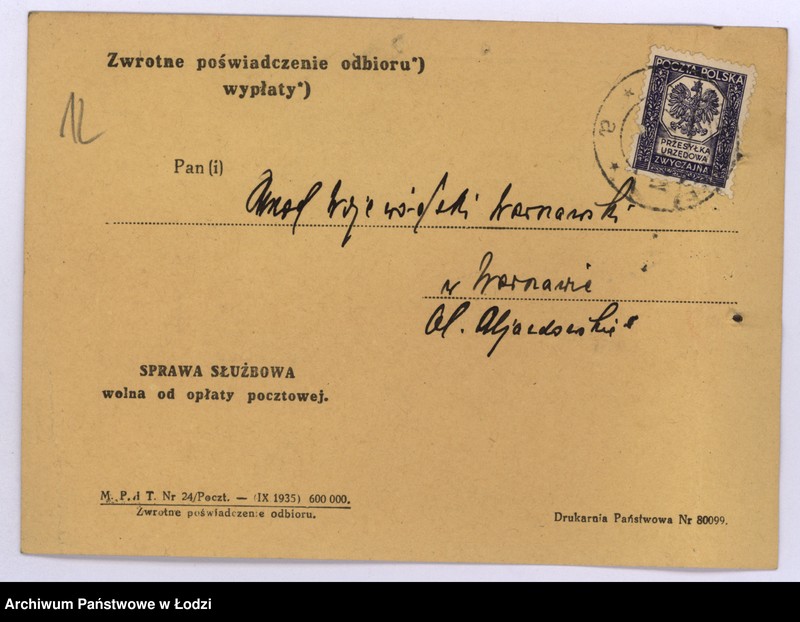 Zwrotne poświadczenie odbioru*)
wypłaty*)
12
POCZTA POLSKA
PRZESYŁKA
URZĘDOWA
ZWYCZAJNA
a
Pan (i)
Urząd Wojewódzki Warszawski
w Warszawie
Al. Ujazdowskie
SPRAWA SŁUŻBOWA
wolna od opłaty pocztowej.
M. P. i T. Nr 24/Poczt. — (IX 1935) 600 000.
Zwrotne poświadczenie odbioru.
Drukarnia Państwowa Nr 80099.
Archiwum Państwowe w Łodzi